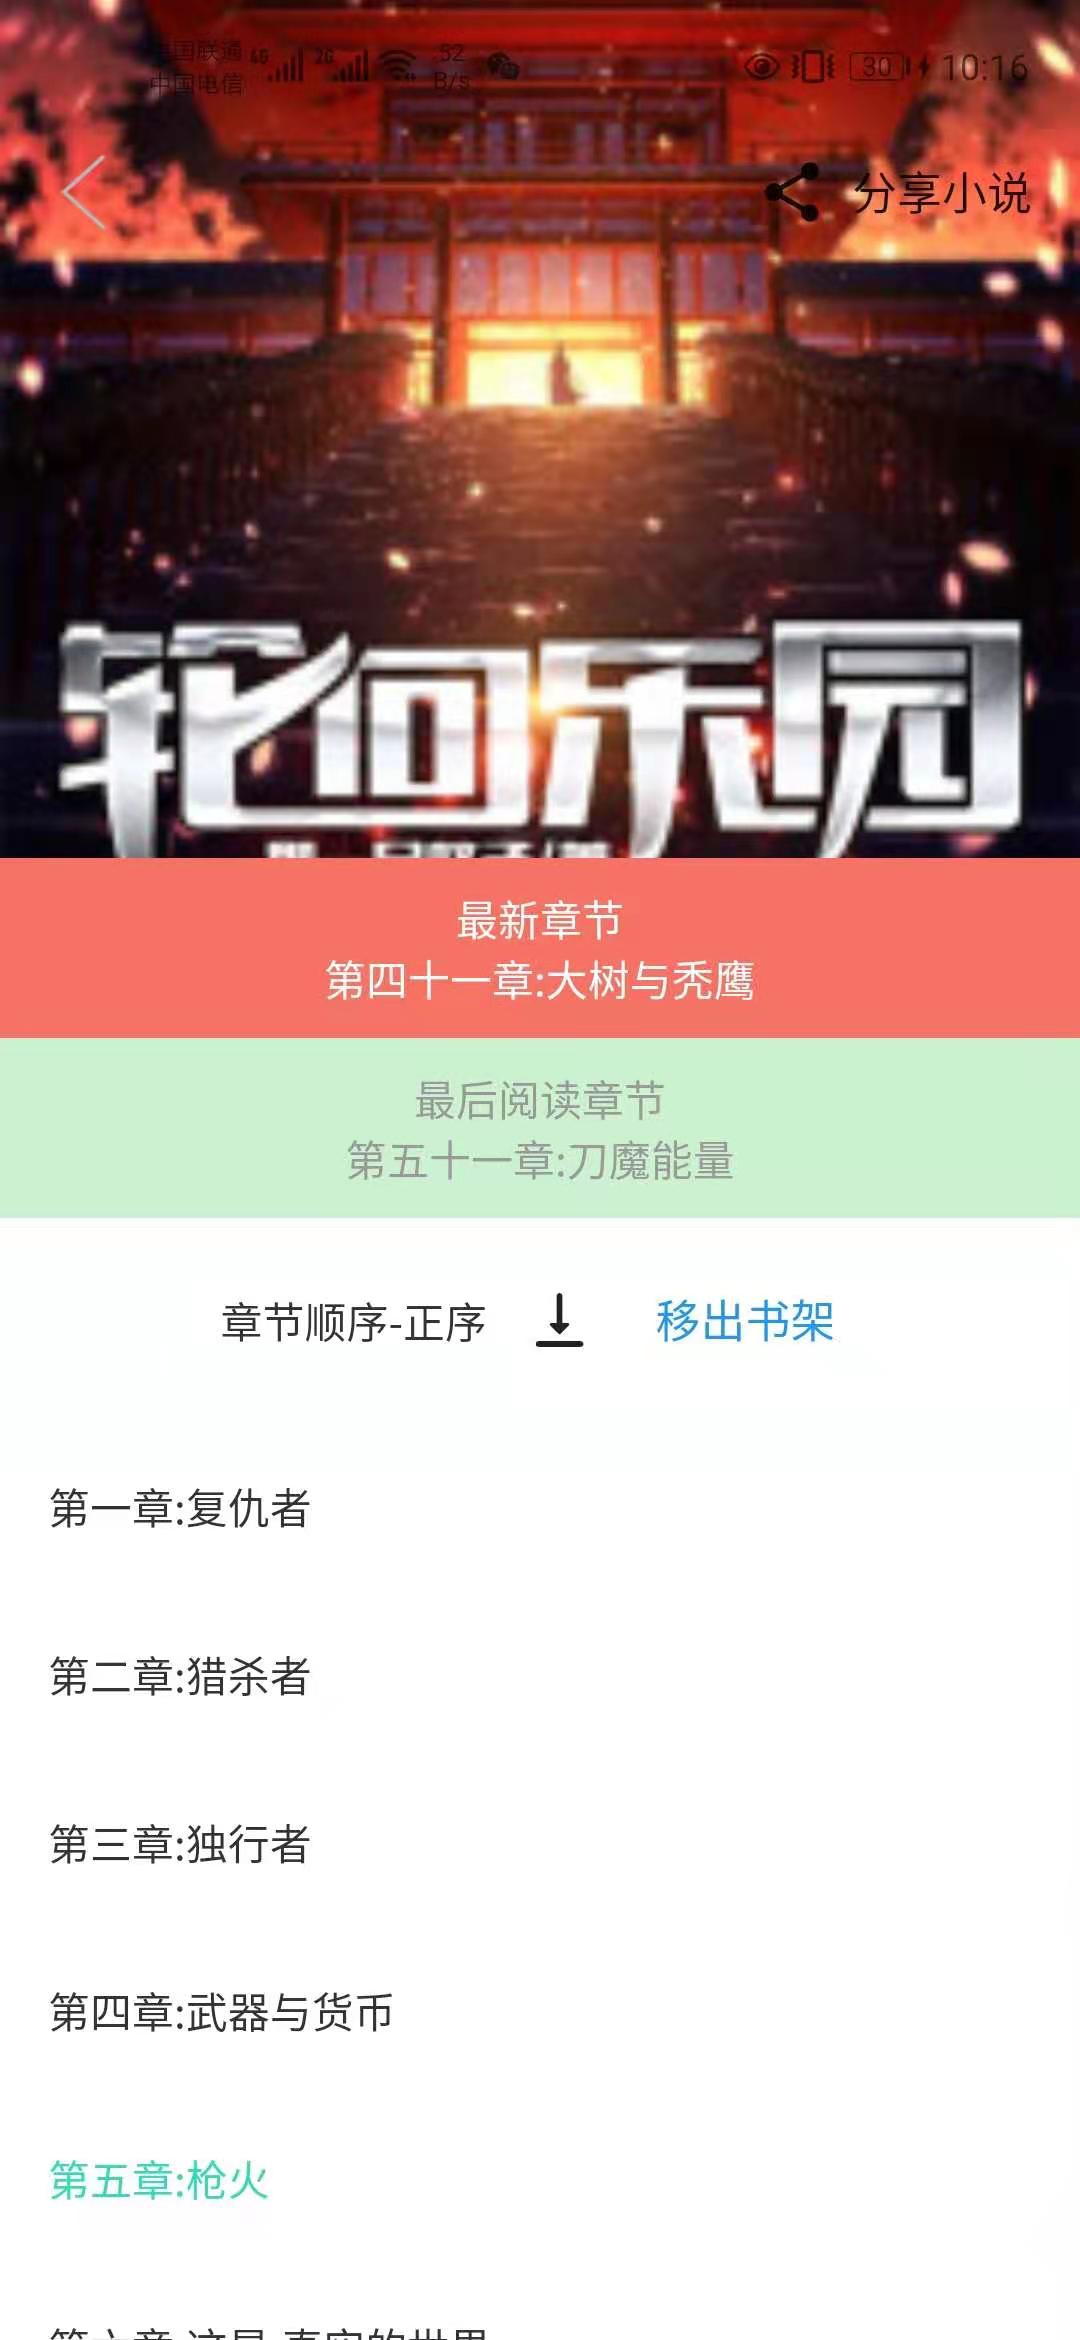 中国联通 4G 2G 52 B/s 30 10:16
中国电信
分享小说
轮回乐园
最新章节
第四十一章:大树与秃鹰
最后阅读章节
第五十一章:刀魔能量
章节顺序-正序 移出书架
第一章:复仇者
第二章:猎杀者
第三章:独行者
第四章:武器与货币
第五章:枪火